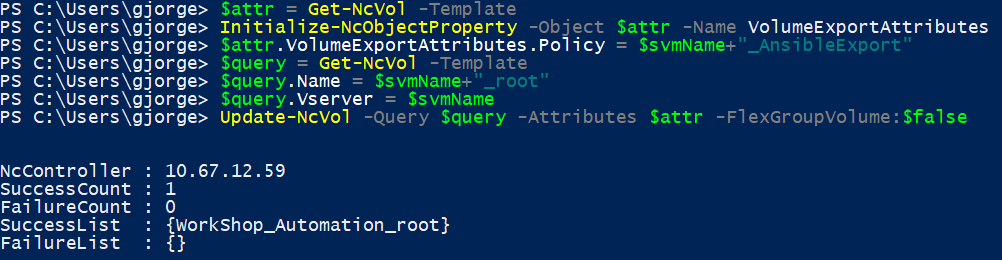 PS C:\Users\gjorge> $attr = Get-NcVol -Template
PS C:\Users\gjorge> Initialize-NcObjectProperty -Object $attr -Name VolumeExportAttributes
PS C:\Users\gjorge> $attr.VolumeExportAttributes.Policy = $svmName+"_AnsibleExport"
PS C:\Users\gjorge> $query = Get-NcVol -Template
PS C:\Users\gjorge> $query.Name = $svmName+"_root"
PS C:\Users\gjorge> $query.Vserver = $svmName
PS C:\Users\gjorge> Update-NcVol -Query $query -Attributes $attr -FlexGroupVolume:$false
NcController : 10.67.12.59
SuccessCount : 1
FailureCount : 0
SuccessList  : {WorkShop_Automation_root}
FailureList  : {}